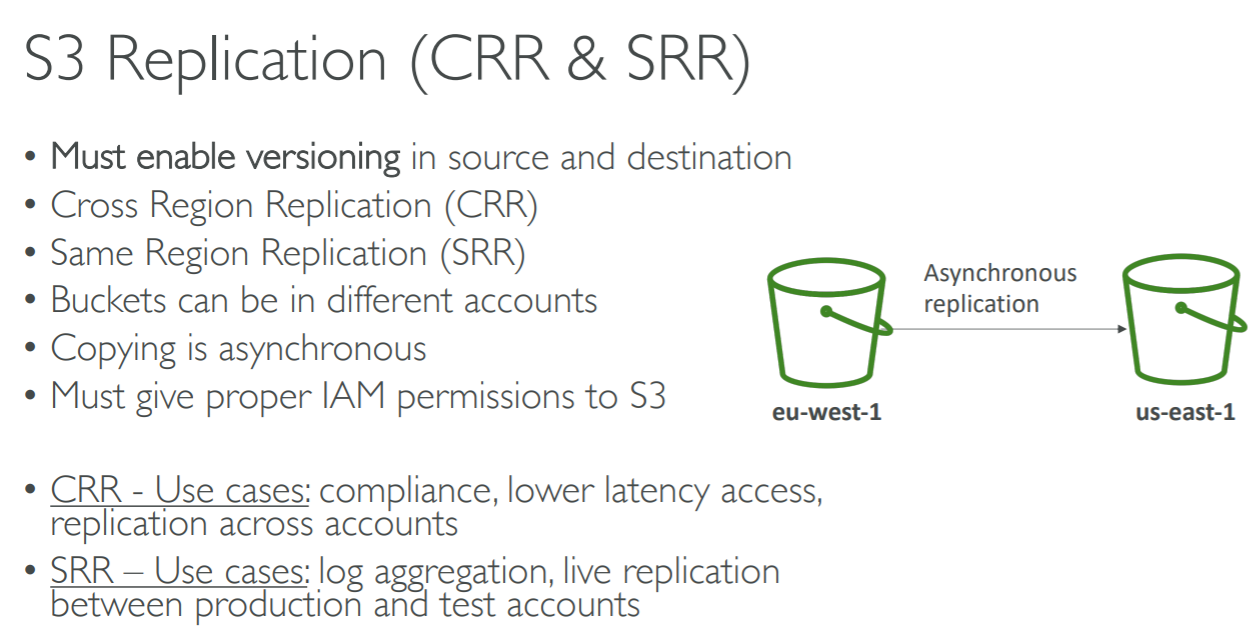 S3 Replication (CRR & SRR)
• Must enable versioning in source and destination
• Cross Region Replication (CRR)
• Same Region Replication (SRR)
• Buckets can be in different accounts
• Copying is asynchronous
• Must give proper IAM permissions to S3
• CRR - Use cases: compliance, lower latency access,
replication across accounts
• SRR – Use cases: log aggregation, live replication
between production and test accounts
Asynchronous
replication
eu-west-1
us-east-1